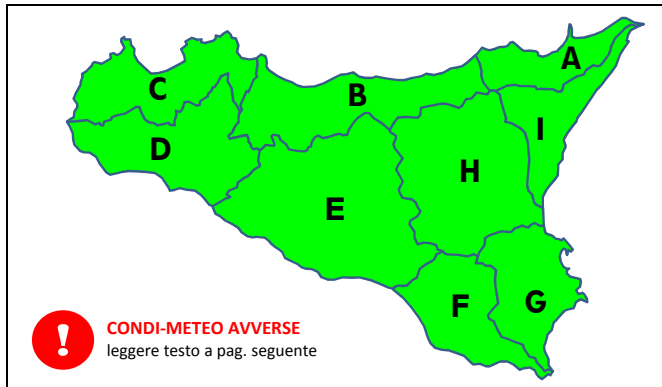 A
C
B
I
D
H
E
F
G
!
CONDI-METEO AVVERSE
leggere testo a pag. seguente